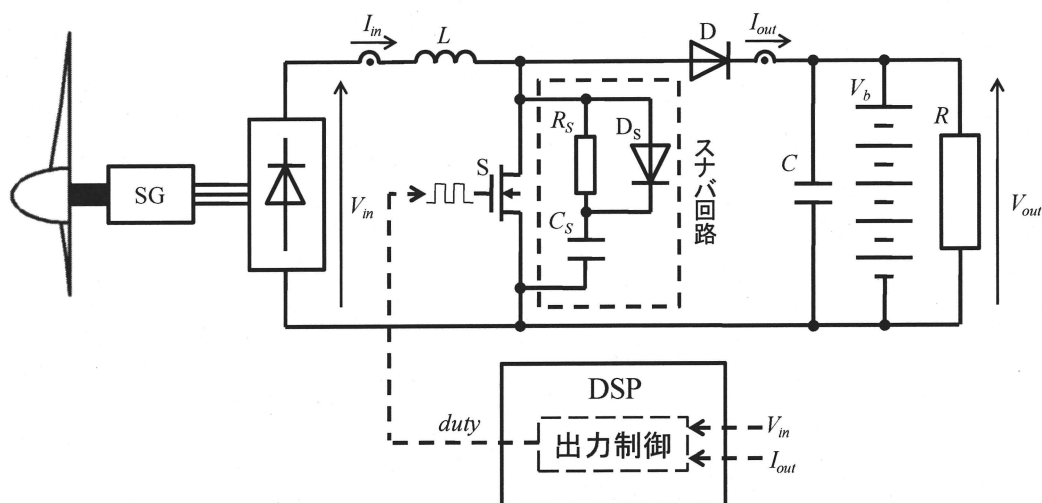 I_in
L
D
I_out
SG
V_in
S
R_S
D_S
C_S
スナバ回路
C
V_b
R
V_out
DSP
duty
出力制御
V_in
I_out